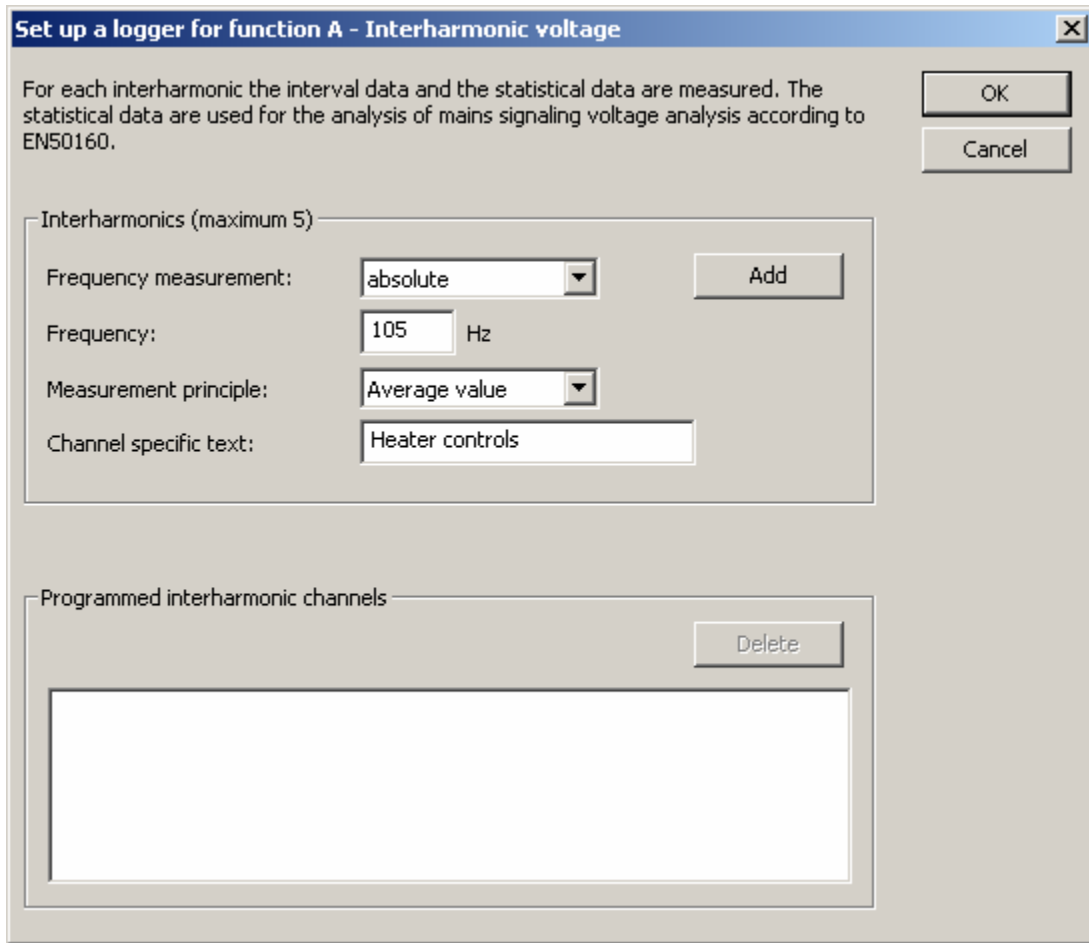 Set up a logger for function A - Interharmonic voltage
For each interharmonic the interval data and the statistical data are measured. The
statistical data are used for the analysis of mains signaling voltage analysis according to
EN50160.
OK
Cancel
Interharmonics (maximum 5)
Frequency measurement: absolute Add
Frequency: 105 Hz
Measurement principle: Average value
Channel specific text: Heater controls
Programmed interharmonic channels
Delete